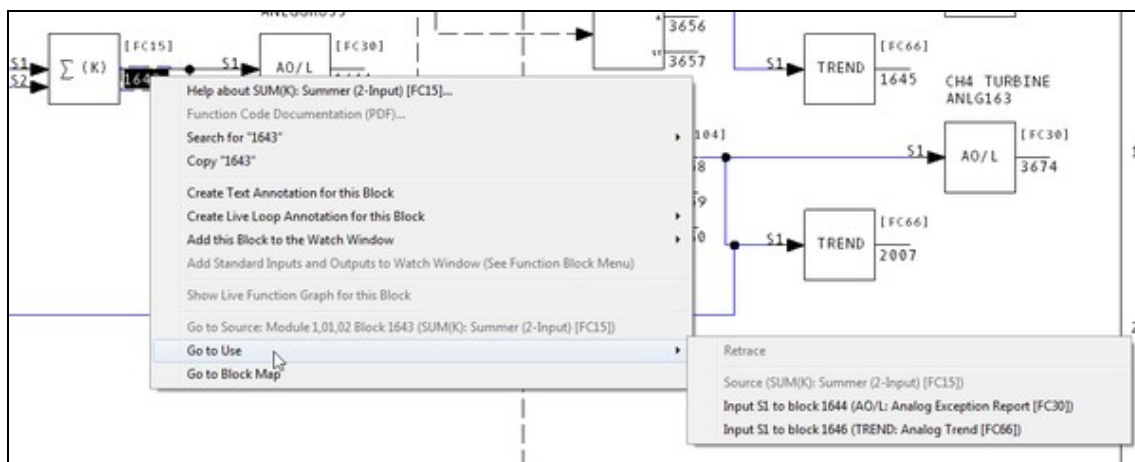 3656
3657
[FC15]
S1
S2
Σ (K)
S1
[FC30]
AO/L
[FC66]
S1
TREND
1645
CH4 TURBINE
ANLG163
[FC30]
S1
AO/L
3674
[FC66]
S1
TREND
2007
Help about SUM(K): Summer (2-Input) [FC15]...
Function Code Documentation (PDF)...
Search for "1643"
Copy "1643"
Create Text Annotation for this Block
Create Live Loop Annotation for this Block
Add this Block to the Watch Window
Add Standard Inputs and Outputs to Watch Window (See Function Block Menu)
Show Live Function Graph for this Block
Go to Source: Module 1,01,02 Block 1643 (SUM(K): Summer (2-Input) [FC15])
Go to Use
Go to Block Map
Retrace
Source (SUM(K): Summer (2-Input) [FC15])
Input S1 to block 1644 (AO/L: Analog Exception Report [FC30])
Input S1 to block 1646 (TREND: Analog Trend [FC66])